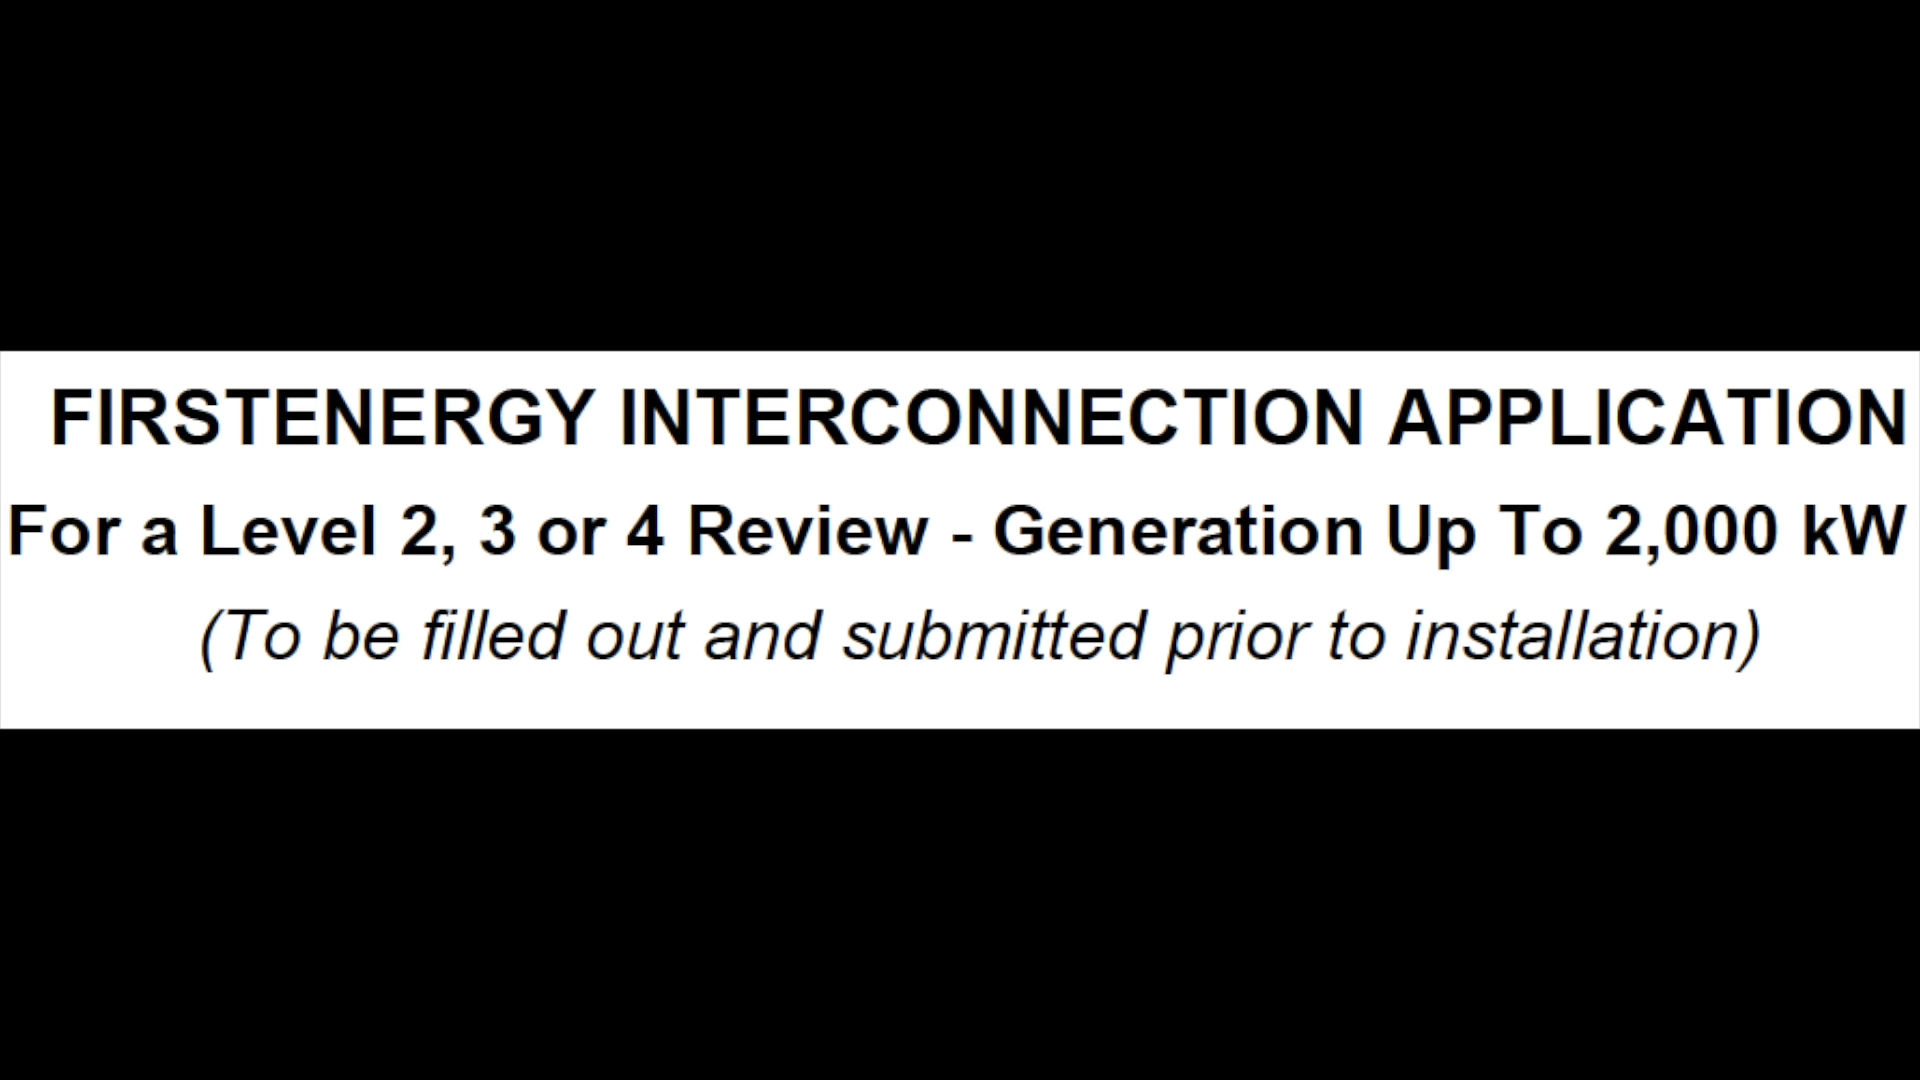 FIRSTENERGY INTERCONNECTION APPLICATION
For a Level 2, 3 or 4 Review - Generation Up To 2,000 kW
(To be filled out and submitted prior to installation)